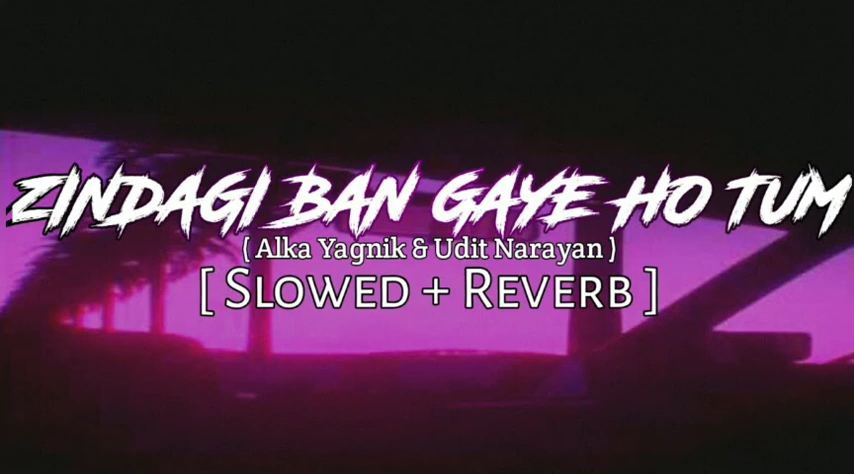 ZINDAGI BAN GAYE HO TUM
( Alka Yagnik & Udit Narayan )
[ SLOWED + REVERB ]